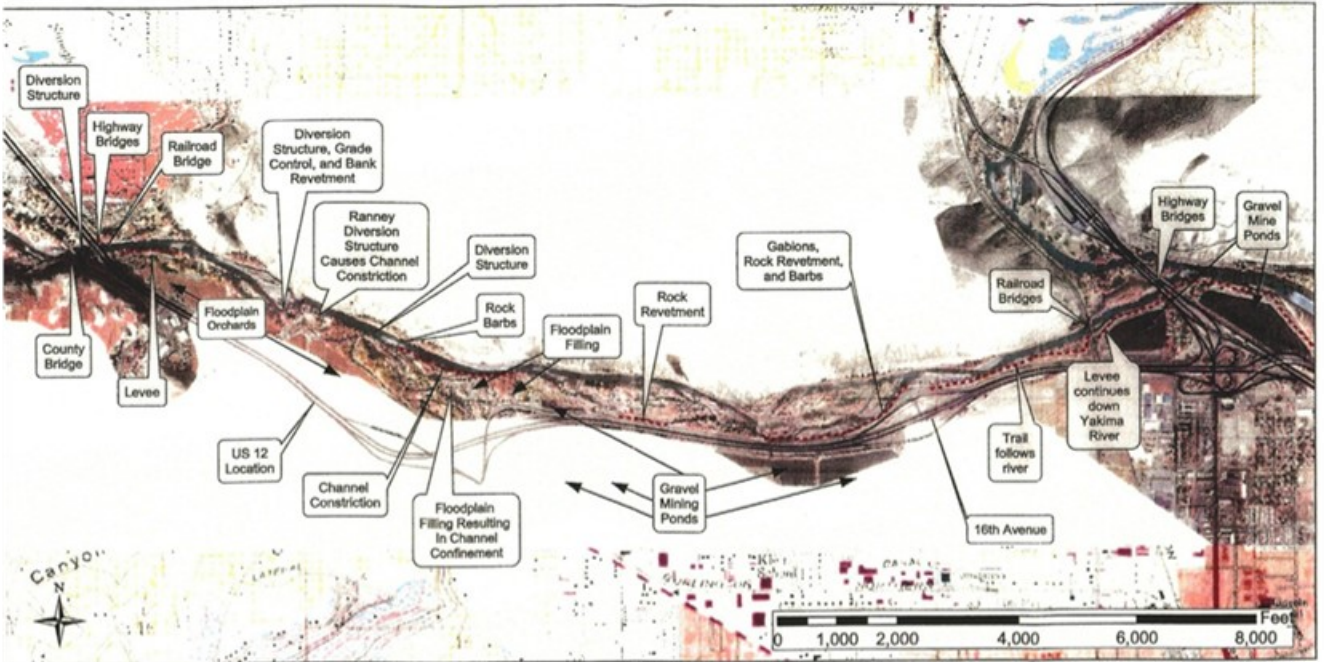 Diversion
Structure
Highway
Bridges
Railroad
Bridge
Diversion
Structure, Grade
Control, and Bank
Revetment
Ranney
Diversion
Structure
Causes Channel
Constriction
Diversion
Structure
Rock
Barbs
Floodplain
Filling
Rock
Revetment
Gabions,
Rock Revetment,
and Barbs
Highway
Bridges
Gravel
Mine
Ponds
Railroad
Bridges
Floodplain
Orchards
County
Bridge
Levee
US 12
Location
Channel
Constriction
Floodplain
Filling Resulting
In Channel
Confinement
Gravel
Mining
Ponds
Levee
continues
down
Yakima
River
Trail
follows
river
16th Avenue
Canyon
N
Feet
0 1,000 2,000 4,000 6,000 8,000